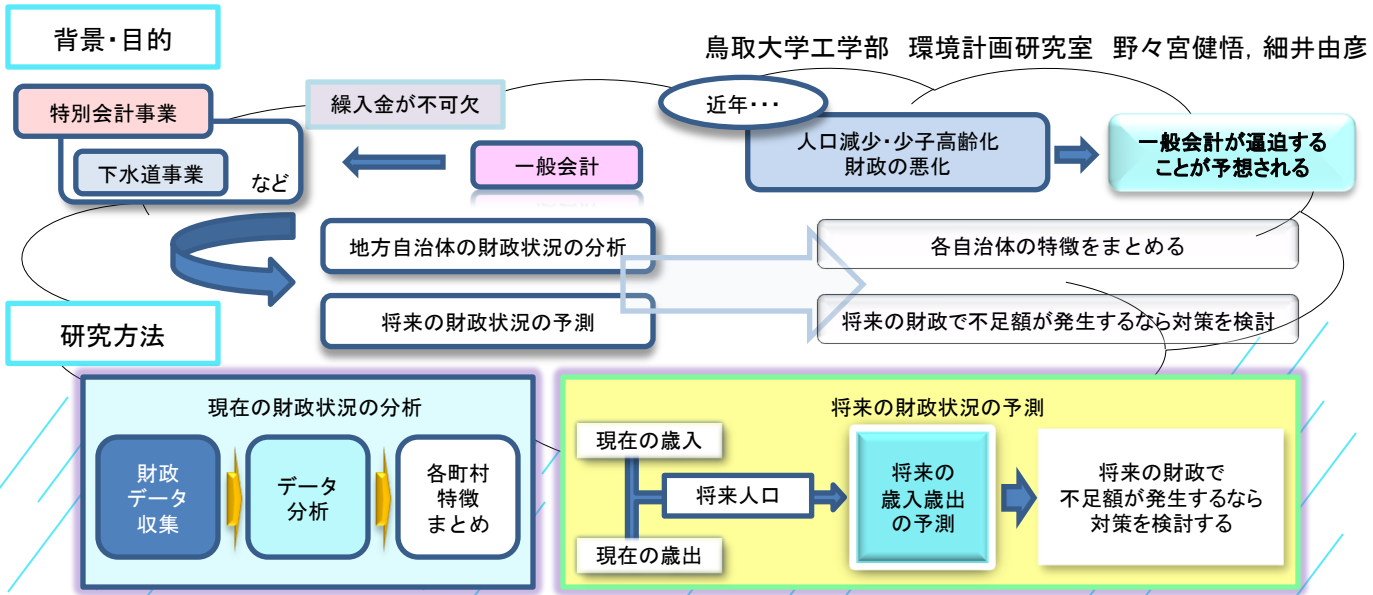 背景・目的
鳥取大学工学部 環境計画研究室 野々宮健悟, 細井由彦
特別会計事業
下水道事業
など
繰入金が不可欠
一般会計
近年・・・
人口減少・少子高齢化
財政の悪化
一般会計が逼迫する
ことが予想される
地方自治体の財政状況の分析
各自治体の特徴をまとめる
将来の財政状況の予測
将来の財政で不足額が発生するなら対策を検討
研究方法
現在の財政状況の分析
財政
データ
収集
データ
分析
各町村
特徴
まとめ
将来の財政状況の予測
現在の歳入
将来人口
現在の歳出
将来の
歳入歳出
の予測
将来の財政で
不足額が発生するなら
対策を検討する